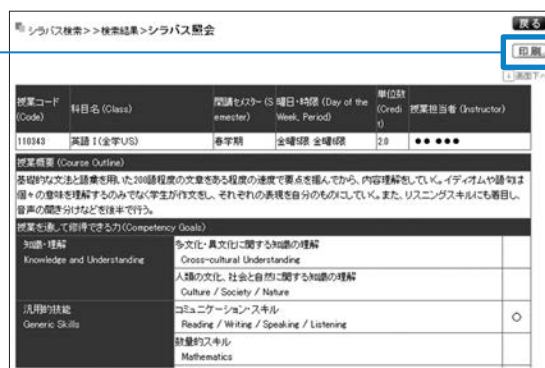 シラバス検索>>検索結果>シラバス照会
戻る
印刷
↓画面下へ
授業コード (Code) 科目名 (Class) 開講セメスター (Semester) 曜日・時限 (Day of the Week, Period) 単位数 (Credit) 授業担当者 (Instructor)
110343 英語Ⅰ(全学US) 春学期 金曜5限 金曜6限 2.0 ●● ●●●
授業概要 (Course Outline)
基礎的な文法と語彙を用いた200語程度の文章をある程度の速度で要点を掴んでから、内容理解をしていく。イディオムや語句は
個々の意味を理解するのみでなく学生が作文をし、それぞれの表現を自分のものにしていく。また、リスニングスキルにも着目し、
音声の聞き分けなどを後半で行う。
授業を通して修得できる力(Competency Goals)
知識・理解
Knowledge and Understanding
多文化・異文化に関する知識の理解
Cross-cultural Understanding
人類の文化、社会と自然に関する知識の理解
Culture / Society / Nature
汎用的技能
Generic Skills
コミュニケーション・スキル
Reading / Writing / Speaking / Listening
○
数量的スキル
Mathematics